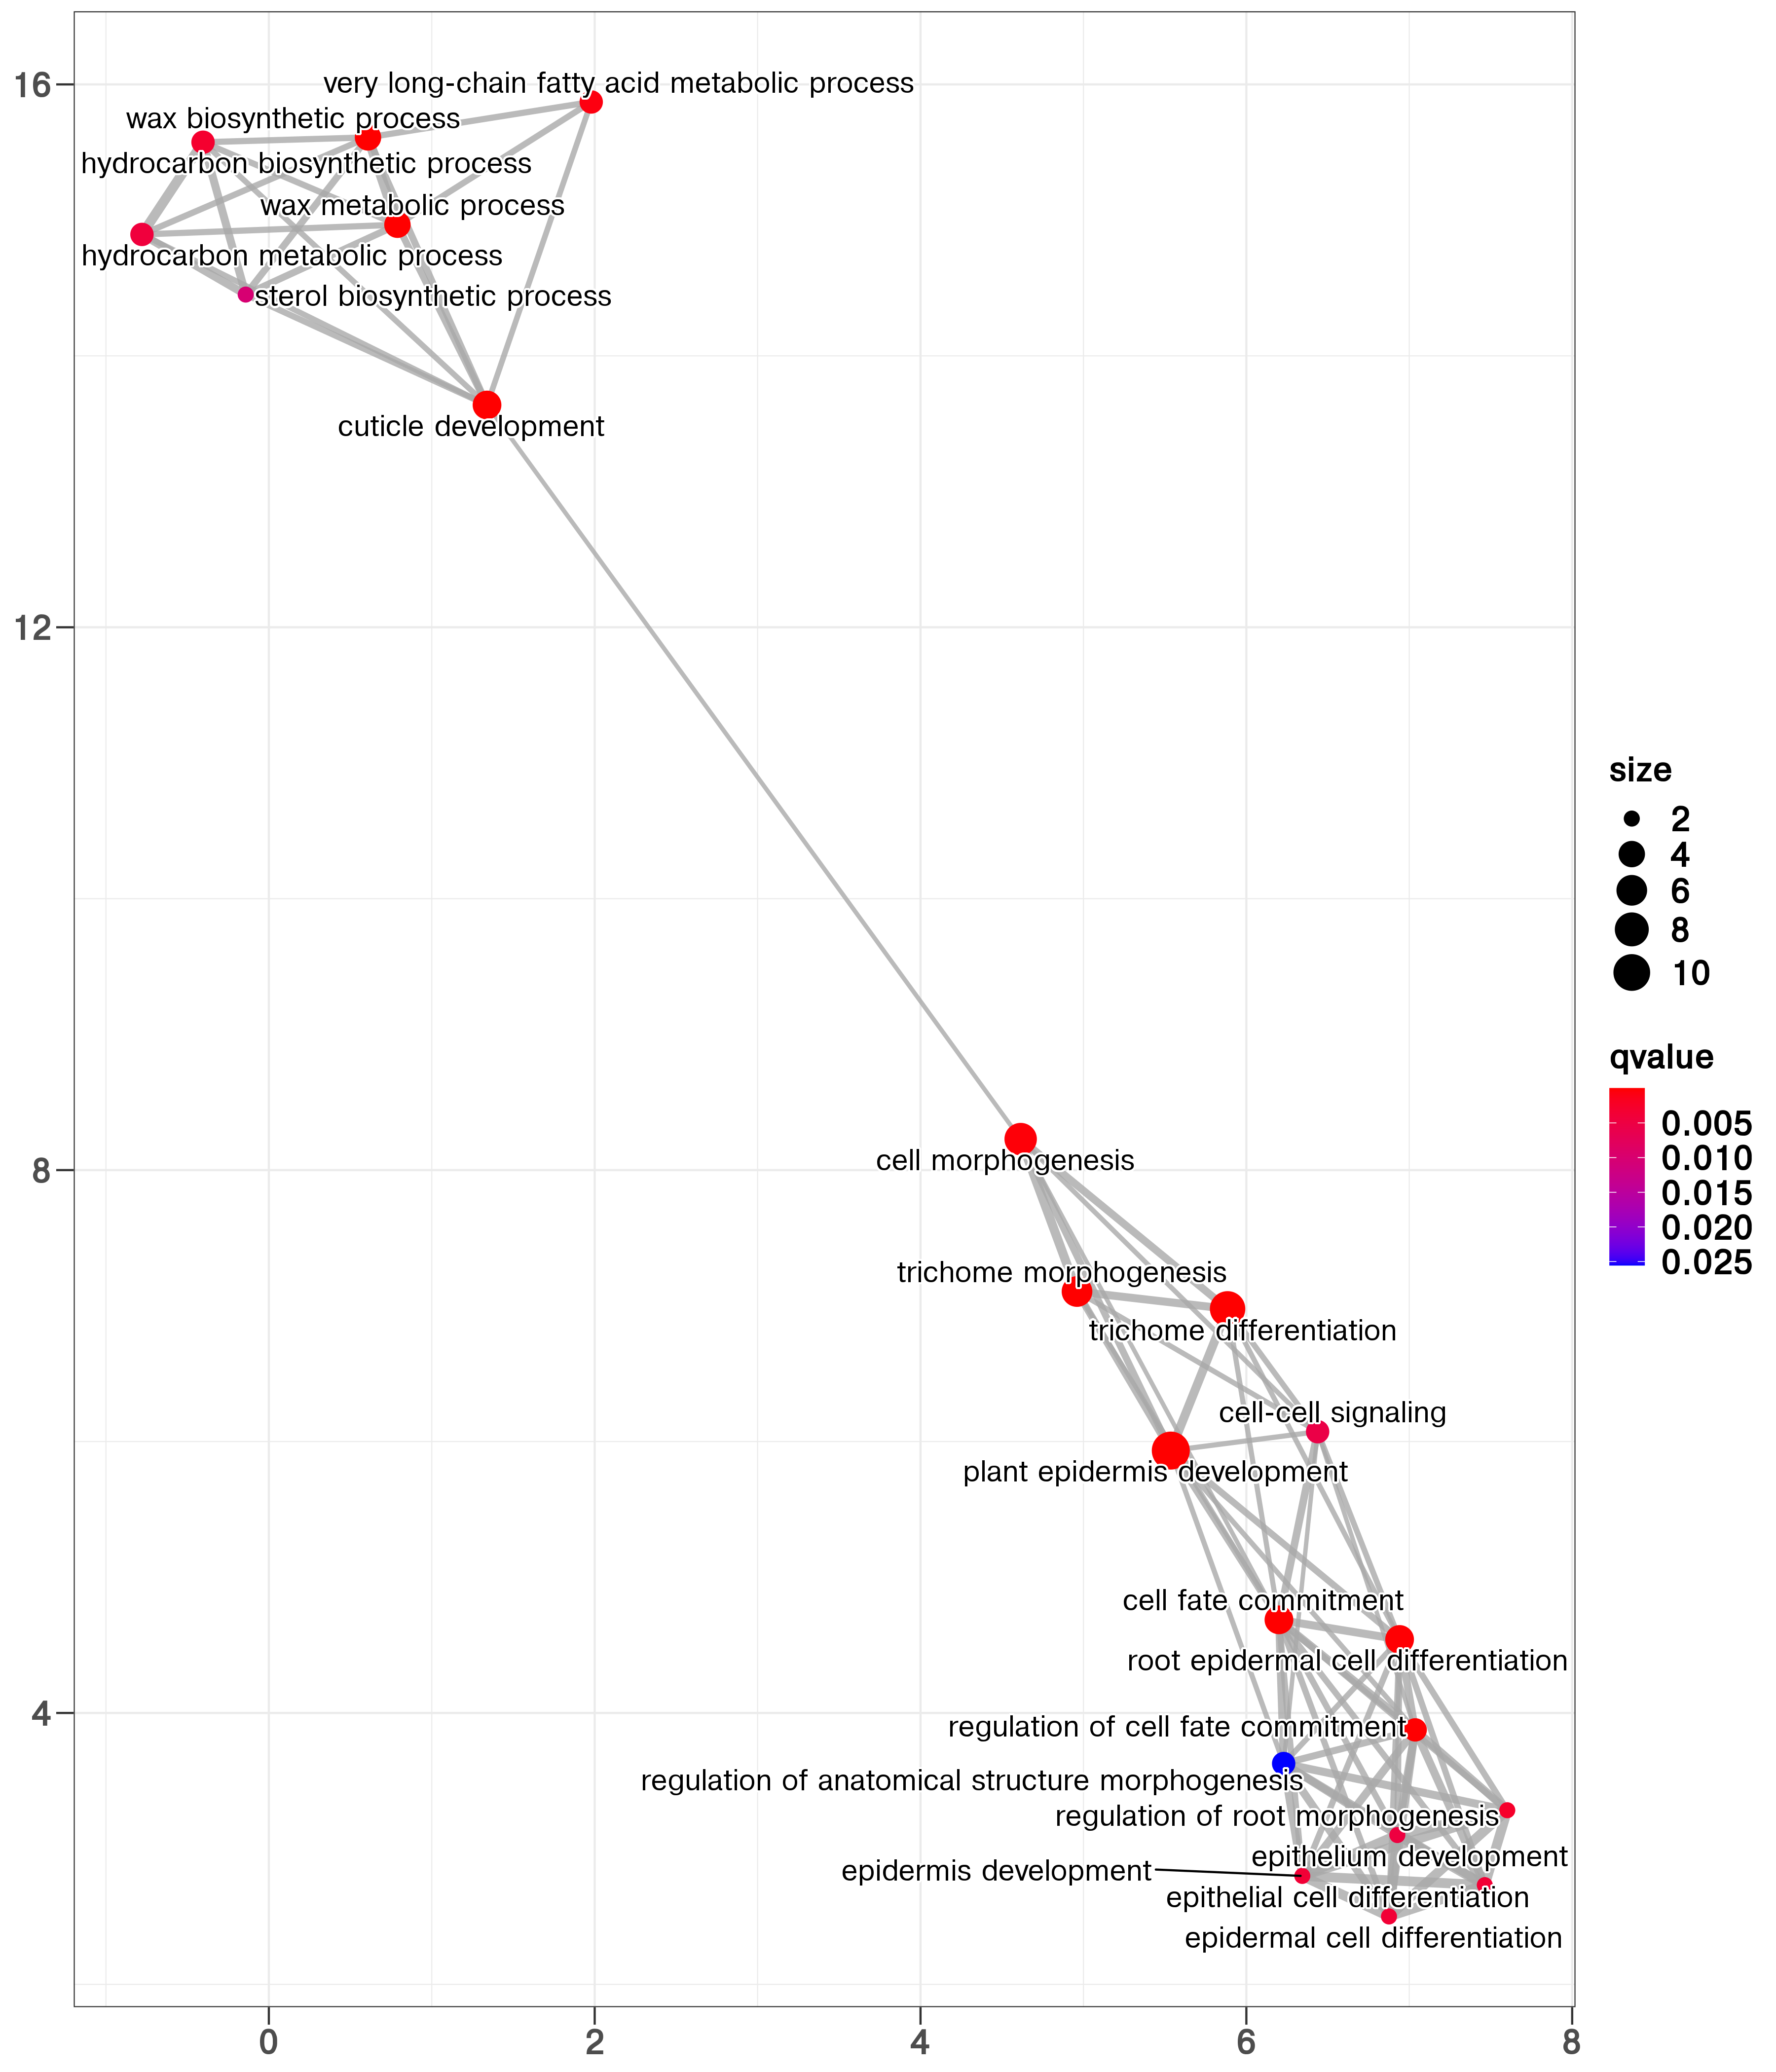 16
very long-chain fatty acid metabolic process
wax biosynthetic process
hydrocarbon biosynthetic process
wax metabolic process
hydrocarbon metabolic process
sterol biosynthetic process
cuticle development
12
size
2
4
6
8
10
qvalue
0.005
0.010
0.015
0.020
0.025
cell morphogenesis
8
trichome morphogenesis
trichome differentiation
cell-cell signaling
plant epidermis development
cell fate commitment
root epidermal cell differentiation
4
regulation of cell fate commitment
regulation of anatomical structure morphogenesis
regulation of root morphogenesis
epithelium development
epidermis development
epithelial cell differentiation
epidermal cell differentiation
0 2 4 6 8